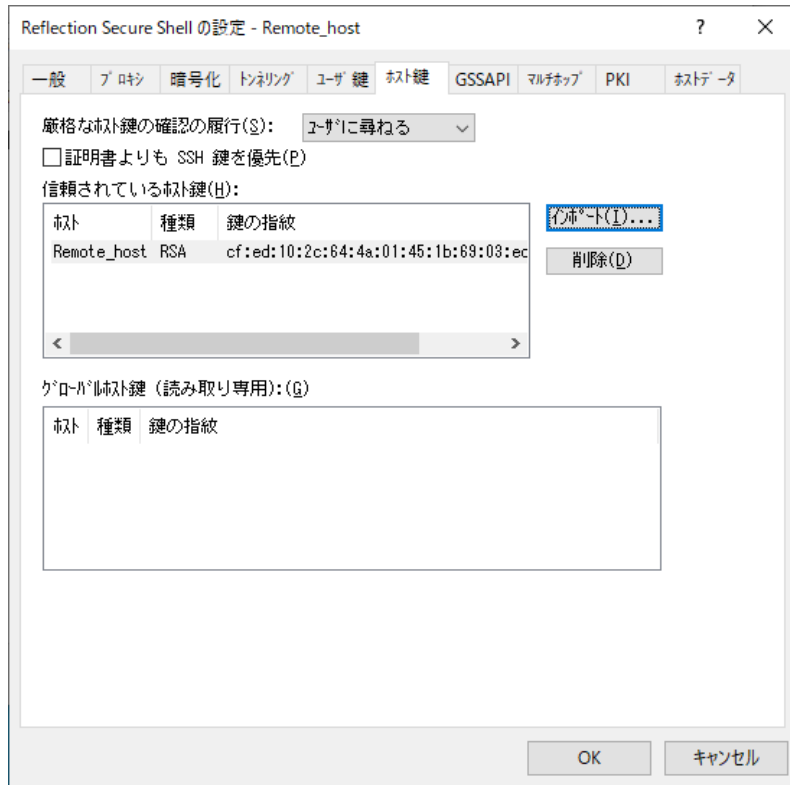 Reflection Secure Shell の設定 - Remote_host
一般 プロキシ 暗号化 トンネリング ユーザ鍵 ホスト鍵 GSSAPI マルチホップ PKI ホストデータ
厳格なホスト鍵の確認の履行(S): ユーザに尋ねる
証明書よりも SSH 鍵を優先(P)
信頼されているホスト鍵(H):
ホスト 種類 鍵の指紋
インポート(I)...
Remote_host RSA cf:ed:10:2c:64:4a:01:45:1b:69:03:ec
削除(D)
グローバルホスト鍵 (読み取り専用):(G)
ホスト 種類 鍵の指紋
OK キャンセル